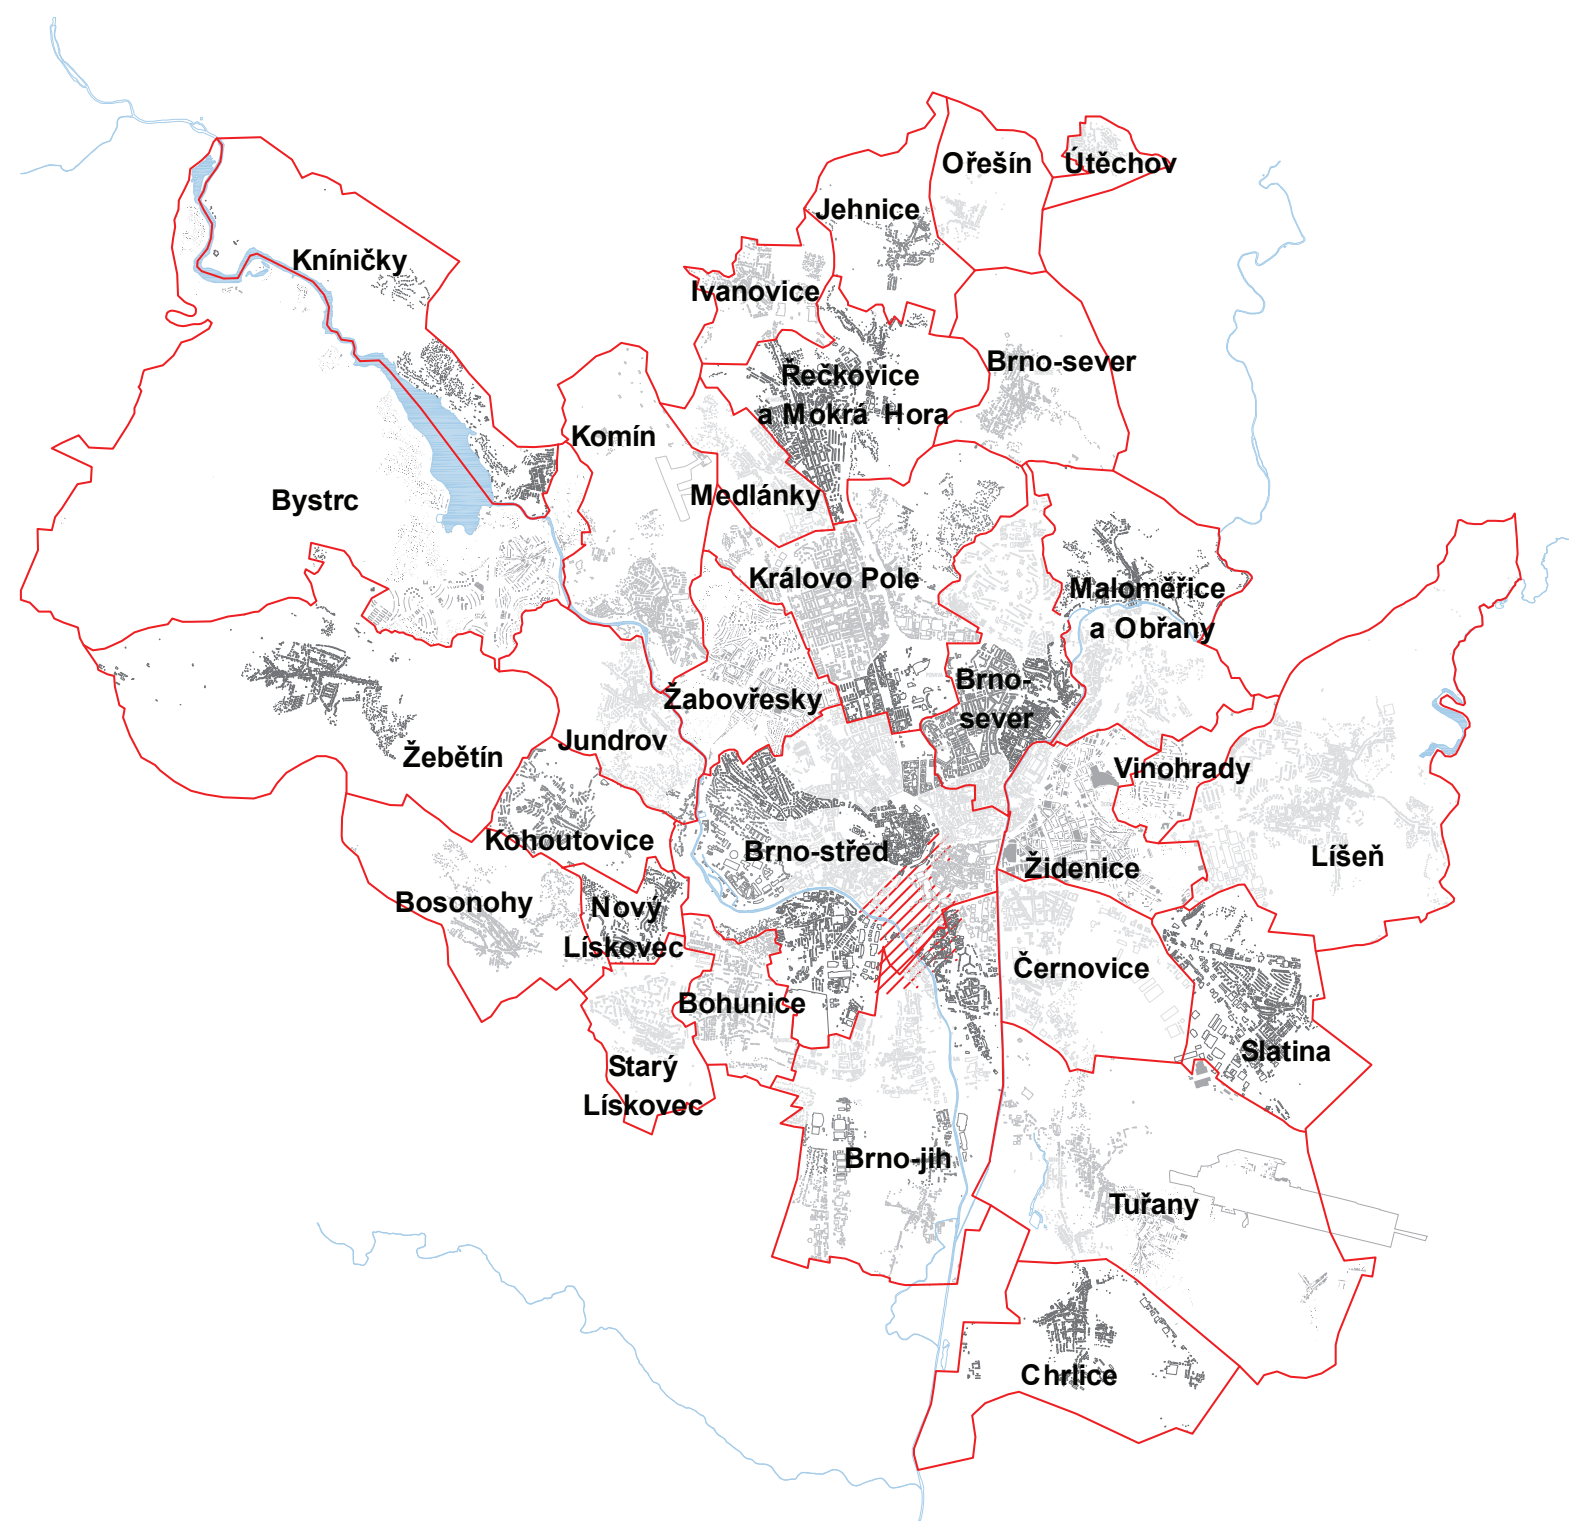 Ořešín
Útěchov
Jehnice
Kníničky
Ivanovice
Brno-sever
Řečkovice
a Mokrá Hora
Komín
Medlánky
Bystrc
Královo Pole
Maloměřice
a Obřany
Brno-
sever
Žabovřesky
Jundrov
Žebětín
Vinohrady
Kohoutovice
Brno-střed
Líšeň
Židenice
Bosonohy
Nový
Lískovec
Černovice
Bohunice
Slatina
Starý
Lískovec
Brno-jih
Tuřany
Chrlice